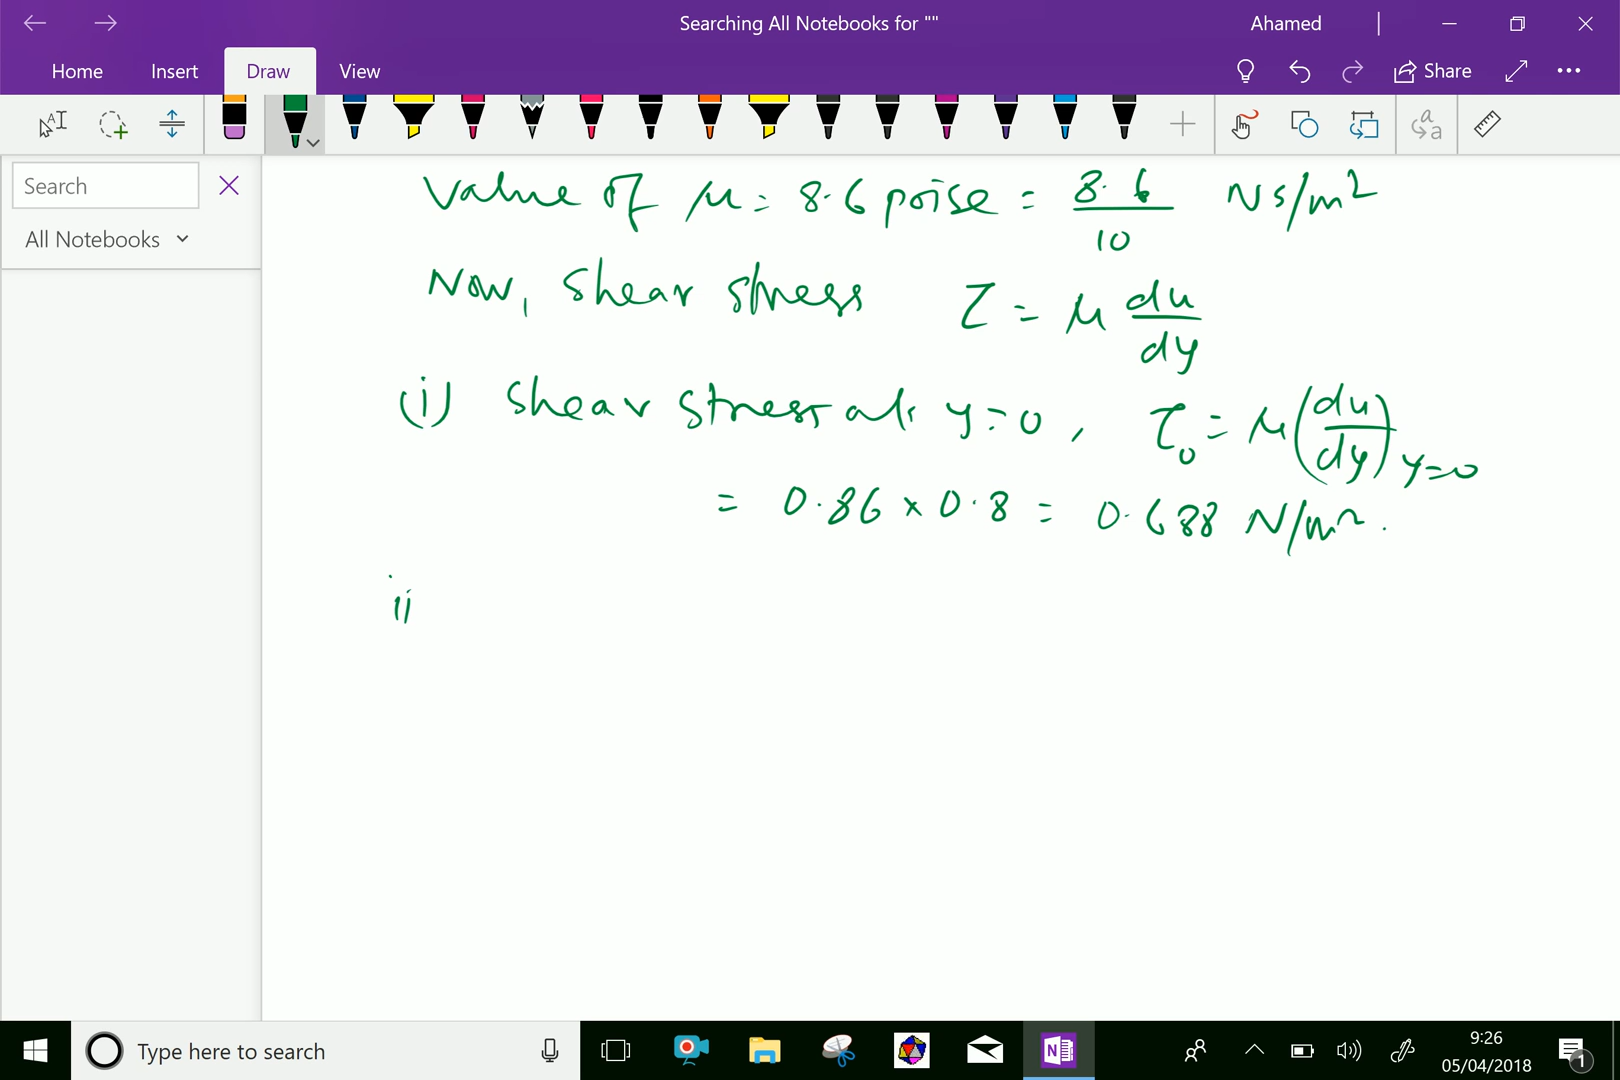 Searching All Notebooks for ""
Ahamed
Home Insert Draw View
Share
Search
All Notebooks
Value of μ = 8.6 poise = 8.6/10 Ns/m²
Now, Shear stress τ = μ du/dy
(i) Shear stress at y = 0, τ₀ = μ(du/dy)y=0
= 0.86 × 0.8 = 0.688 N/m².
ii
Type here to search
9:26
05/04/2018
1